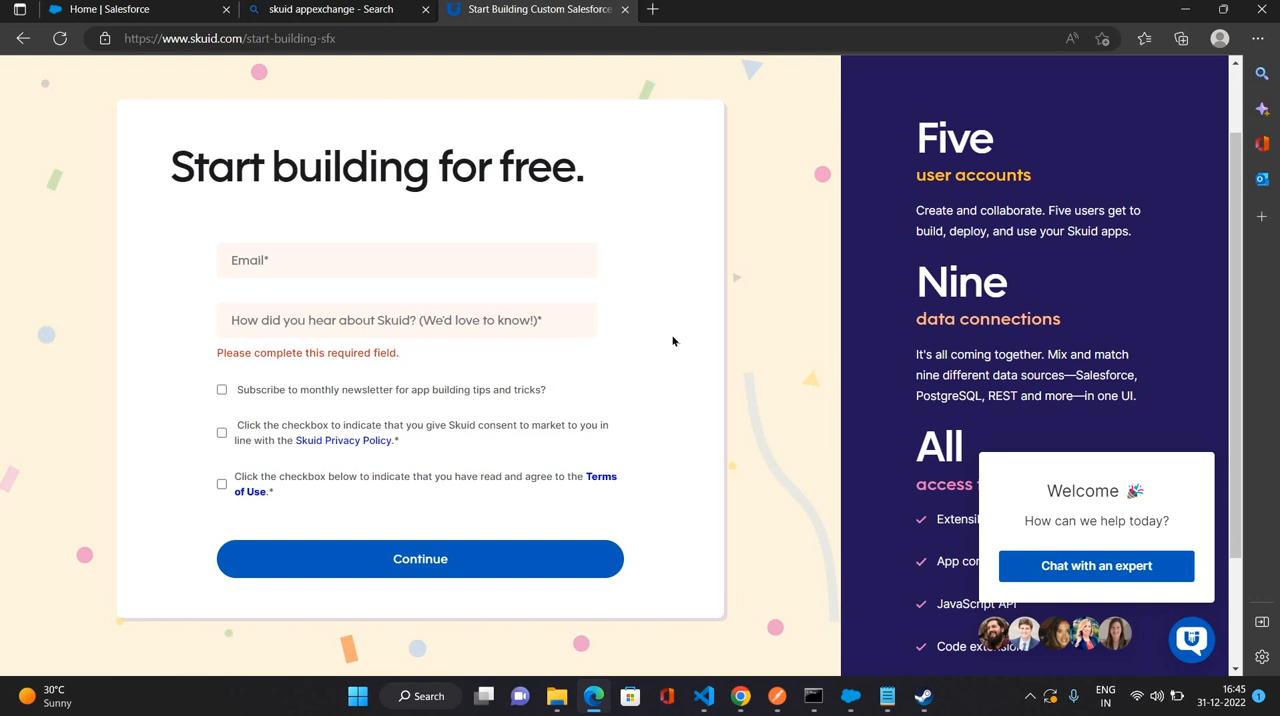 Home | Salesforce
skuid appexchange - Search
Start Building Custom Salesforce
https://www.skuid.com/start-building-sfx
Start building for free.
Email*
How did you hear about Skuid? (We'd love to know!)*
Please complete this required field.
Subscribe to monthly newsletter for app building tips and tricks?
Click the checkbox to indicate that you give Skuid consent to market to you in
line with the Skuid Privacy Policy.*
Click the checkbox below to indicate that you have read and agree to the Terms
of Use.*
Continue
Five
user accounts
Create and collaborate. Five users get to
build, deploy, and use your Skuid apps.
Nine
data connections
It's all coming together. Mix and match
nine different data sources—Salesforce,
PostgreSQL, REST and more—in one UI.
All
access
Welcome
How can we help today?
Chat with an expert
JavaScript API
Code
30°C
Sunny
Search
ENG
IN
16:45
31-12-2022
1